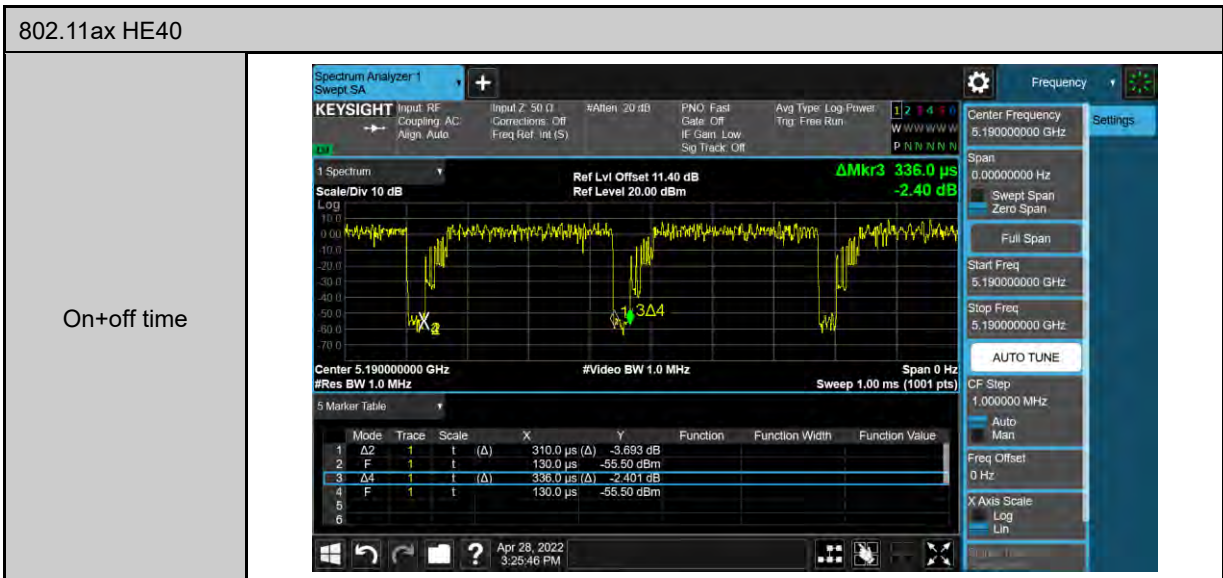 802.11ax HE40
On+off time
Spectrum Analyzer 1
Swept SA
+
Frequency
KEYSIGHT
Input: RF
Coupling: AC
Align: Auto
Input Z: 50 Ω
Corrections: Off
Freq Ref: Int (S)
#Atten: 20 dB
PNO: Fast
Gate: Off
IF Gain: Low
Sig Track: Off
Avg Type: Log-Power
Trig: Free Run
1 2 3 4 5 6
W W W W W W
P N N N N N
1 Spectrum
Scale/Div 10 dB
Ref Lvl Offset 11.40 dB
Ref Level 20.00 dBm
ΔMkr3 336.0 µs
-2.40 dB
Log
10.0
0.00
-10.0
-20.0
-30.0
-40.0
-50.0
-60.0
-70.0
3Δ4
Center 5.190000000 GHz
#Video BW 1.0 MHz
Span 0 Hz
#Res BW 1.0 MHz
Sweep 1.00 ms (1001 pts)
5 Marker Table
Mode Trace Scale X Y Function Function Width Function Value
1 Δ2 1 t (Δ) 310.0 µs (Δ) -3.693 dB
2 F 1 t 130.0 µs -55.50 dBm
3 Δ4 1 t (Δ) 336.0 µs (Δ) -2.401 dB
4 F 1 t 130.0 µs -55.50 dBm
5
6
?
Apr 28, 2022
3:25:46 PM
Center Frequency
5.190000000 GHz
Settings
Span
0.00000000 Hz
Swept Span
Zero Span
Full Span
Start Freq
5.190000000 GHz
Stop Freq
5.190000000 GHz
AUTO TUNE
CF Step
1.000000 MHz
Auto
Man
Freq Offset
0 Hz
X Axis Scale
Log
Lin